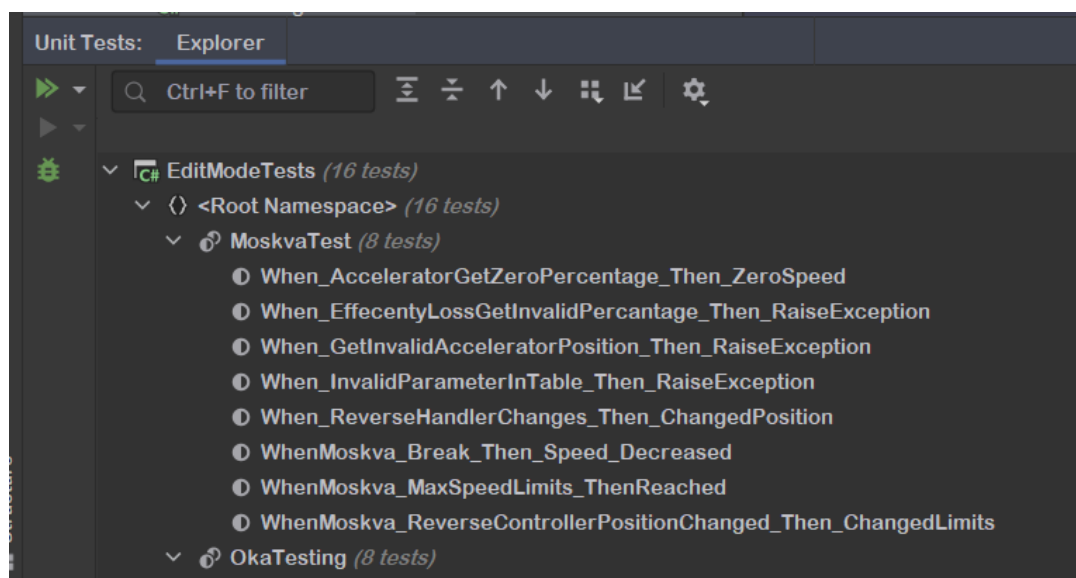 Unit Tests: Explorer
Ctrl+F to filter
C# EditModeTests (16 tests)
<Root Namespace> (16 tests)
MoskvaTest (8 tests)
When_AcceleratorGetZeroPercentage_Then_ZeroSpeed
When_EffecentyLossGetInvalidPercantage_Then_RaiseException
When_GetInvalidAcceleratorPosition_Then_RaiseException
When_InvalidParameterInTable_Then_RaiseException
When_ReverseHandlerChanges_Then_ChangedPosition
WhenMoskva_Break_Then_Speed_Decreased
WhenMoskva_MaxSpeedLimits_ThenReached
WhenMoskva_ReverseControllerPositionChanged_Then_ChangedLimits
OkaTesting (8 tests)